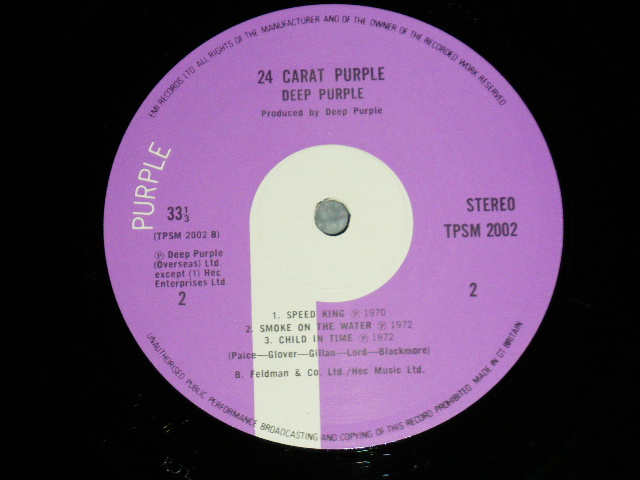 EMI RECORDS LTD. ALL RIGHTS OF THE MANUFACTURER AND OF THE OWNER OF THE RECORDED WORK RESERVED
24 CARAT PURPLE
DEEP PURPLE
Produced by Deep Purple
PURPLE
33⅓
(TPSM 2002 B)
STEREO
TPSM 2002
Ⓟ Deep Purple
(Overseas) Ltd.
except (1) Hec
Enterprises Ltd
2
2
1. SPEED KING Ⓟ 1970
2. SMOKE ON THE WATER Ⓟ 1972
3. CHILD IN TIME Ⓟ 1972
(Paice—Glover—Gillan—Lord—Blackmore)
B. Feldman & Co. Ltd./Hec Music Ltd.
UNAUTHORISED PUBLIC PERFORMANCE BROADCASTING AND COPYING OF THIS RECORD PROHIBITED. MADE IN GT BRITAIN